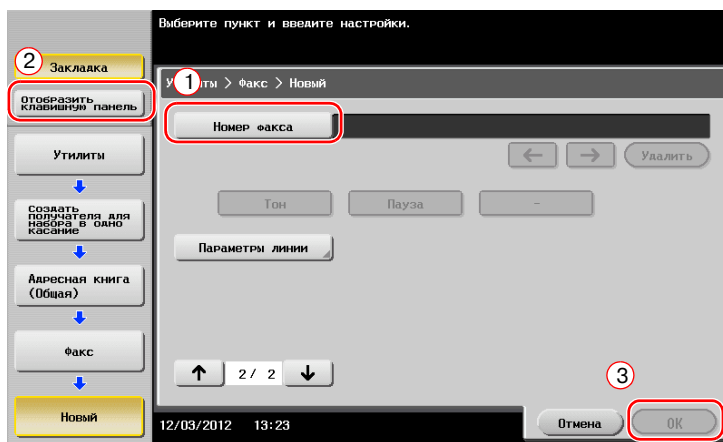 Выберите пункт и введите настройки.
2
Закладка
Отобразить
клавишную панель
1
У
ты > Факс > Новый
Номер факса
← → Удалить
Утилиты
Тон Пауза -
Создать
получателя для
набора в одно
касание
Параметры линии
Адресная книга
(Общая)
Факс
↑ 2/ 2 ↓
3
Новый
12/03/2012 13:23
Отмена OK